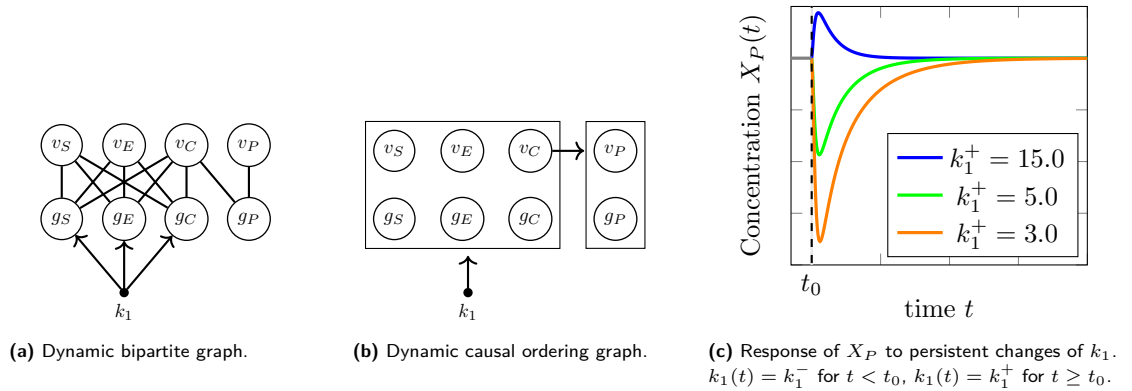 v_S v_E v_C v_P
g_S g_E g_C g_P
k_1
(a) Dynamic bipartite graph.
v_S v_E v_C v_P
g_S g_E g_C g_P
k_1
(b) Dynamic causal ordering graph.
Concentration X_P(t)
k_1^+ = 15.0
k_1^+ = 5.0
k_1^+ = 3.0
t_0
time t
(c) Response of X_P to persistent changes of k_1.
k_1(t) = k_1^- for t < t_0, k_1(t) = k_1^+ for t ≥ t_0.